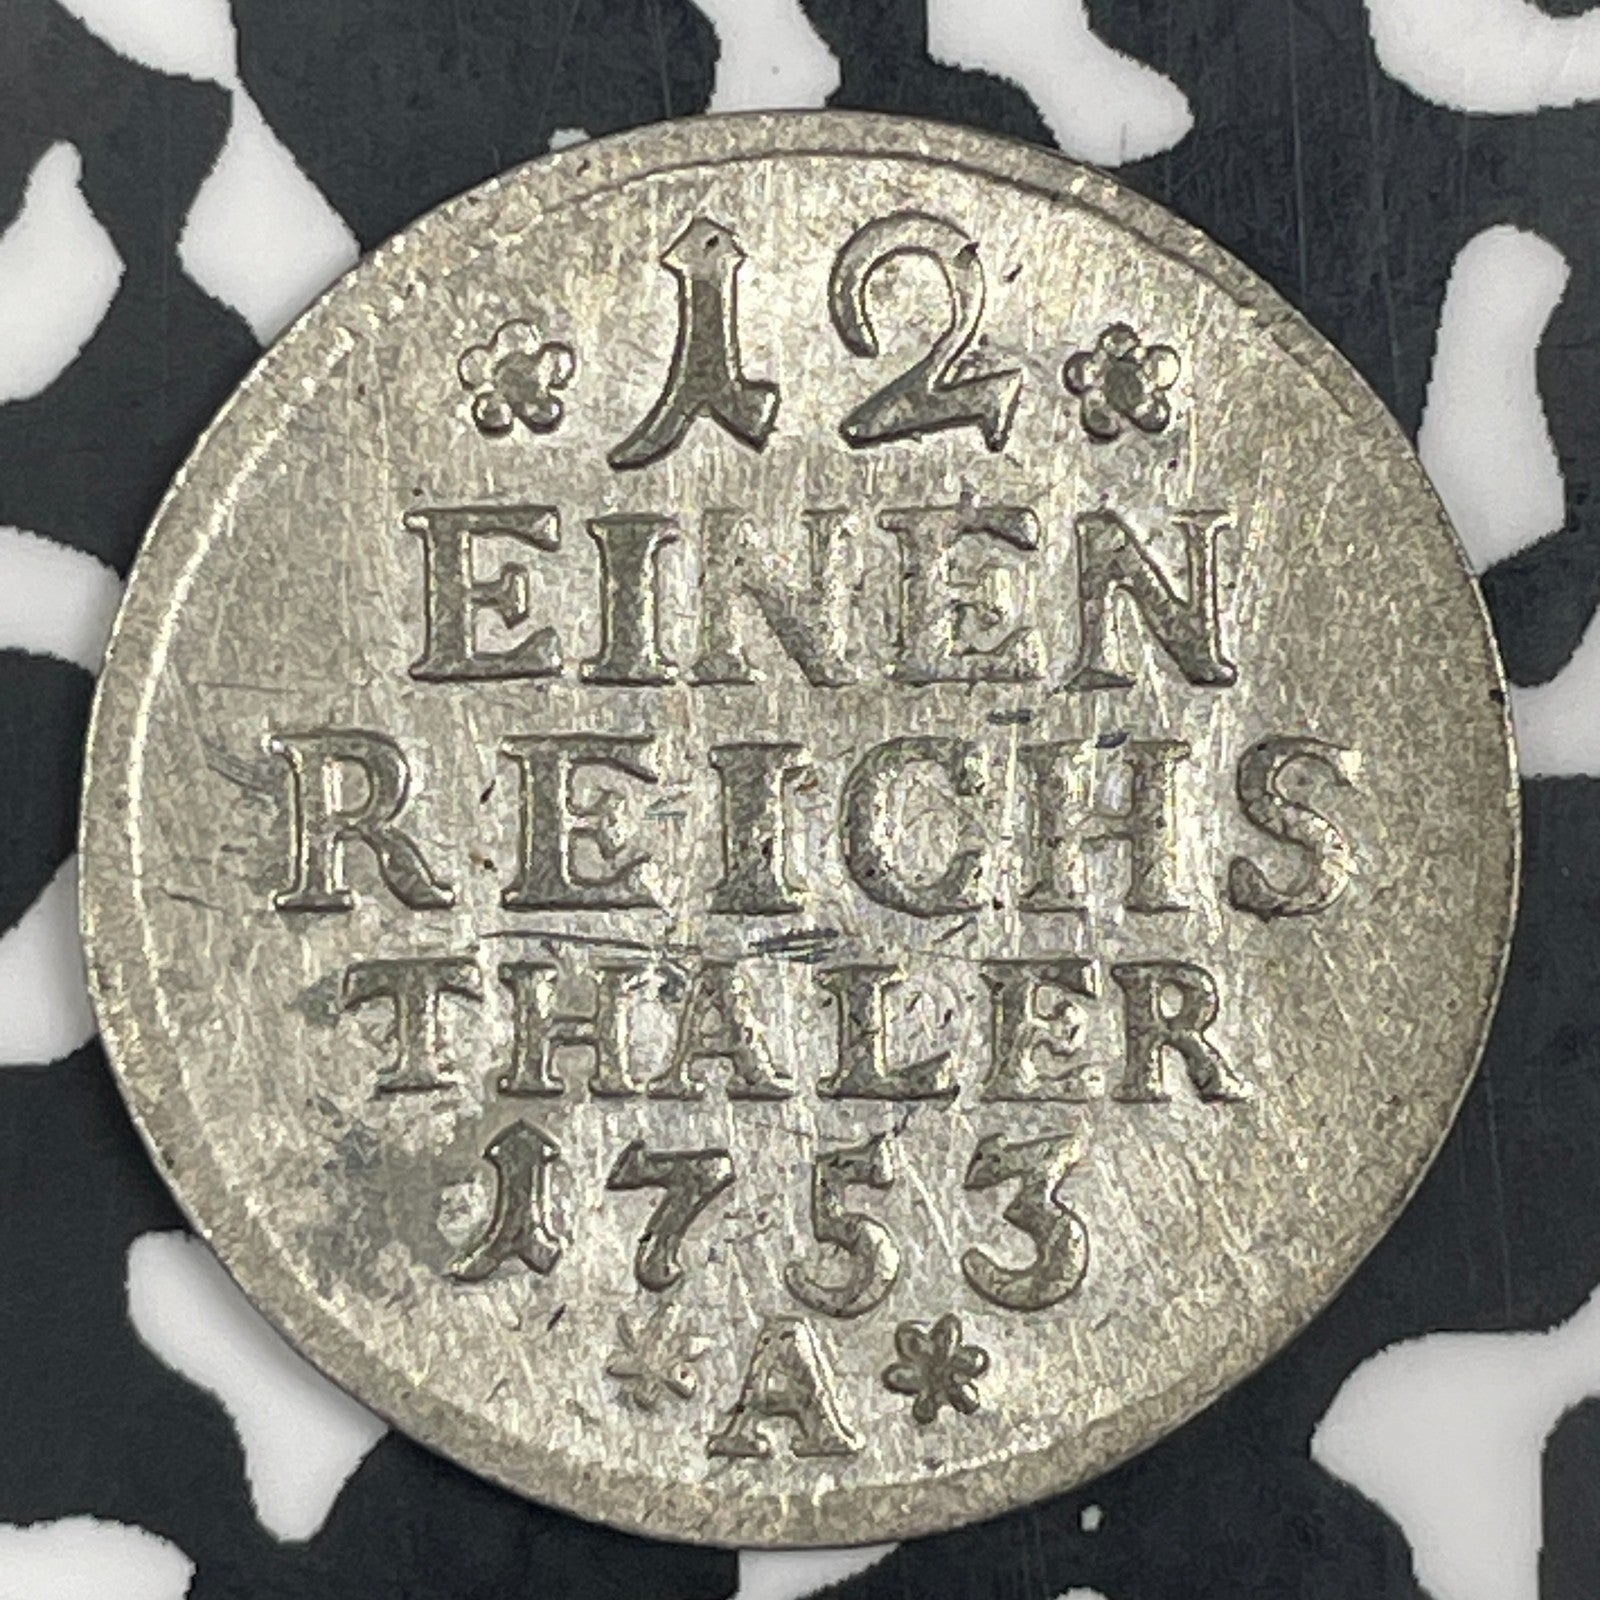 12
EINEN
REICHS
THALER
1753
A